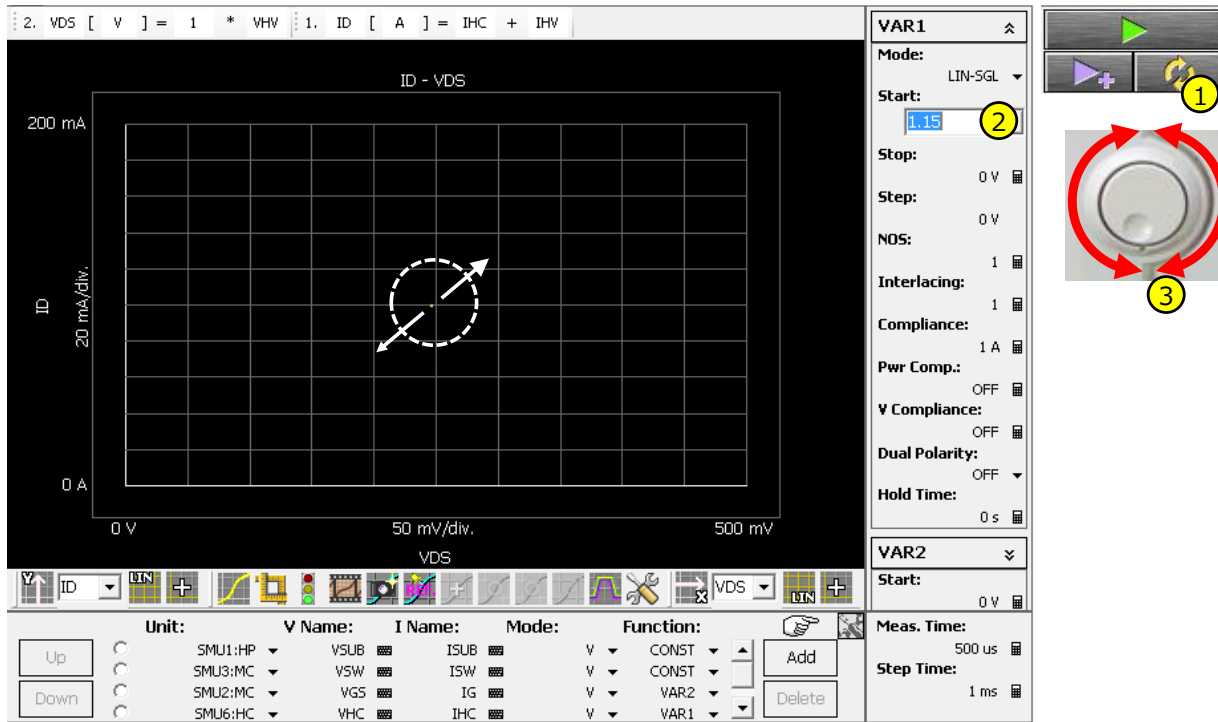 2. VDS [ V ] = 1 * VHV 1. ID [ A ] = IHC + IHV
ID - VDS
200 mA
ID
20 mA/div.
0 A
0 V 50 mV/div. 500 mV
VDS
ID LIN VDS LIN
Y
X
VAR1
Mode:
LIN-SGL
Start:
1.15
Stop:
0 V
Step:
0 V
NOS:
1
Interlacing:
1
Compliance:
1 A
Pwr Comp.:
OFF
V Compliance:
OFF
Dual Polarity:
OFF
Hold Time:
0 s
VAR2
Start:
0 V
Meas. Time:
500 us
Step Time:
1 ms
Unit: V Name: I Name: Mode: Function:
Up SMU1:HP VSUB ISUB V CONST Add
SMU3:MC VSW ISW V CONST
Down SMU2:MC VGS IG V VAR2 Delete
SMU6:HC VHC IHC V VAR1
1
2
3